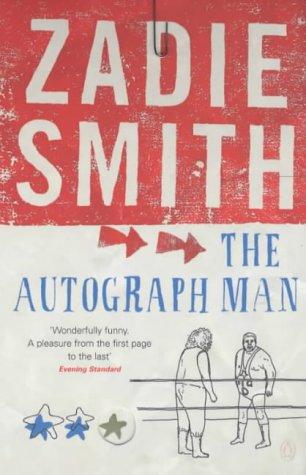 ZADIE
SMITH
THE
AUTOGRAPH MAN
'Wonderfully funny.
A pleasure from the first page
to the last'
Evening Standard